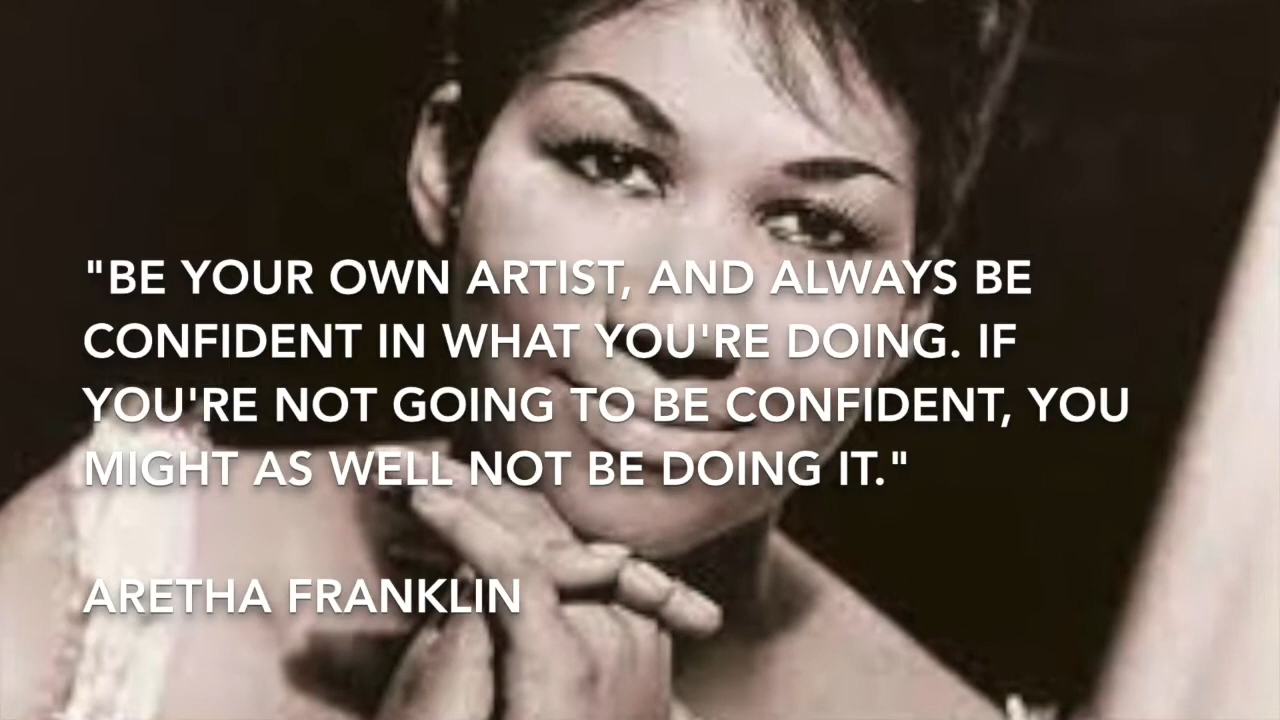 "BE YOUR OWN ARTIST, AND ALWAYS BE
CONFIDENT IN WHAT YOU'RE DOING. IF
YOU'RE NOT GOING TO BE CONFIDENT, YOU
MIGHT AS WELL NOT BE DOING IT."
ARETHA FRANKLIN